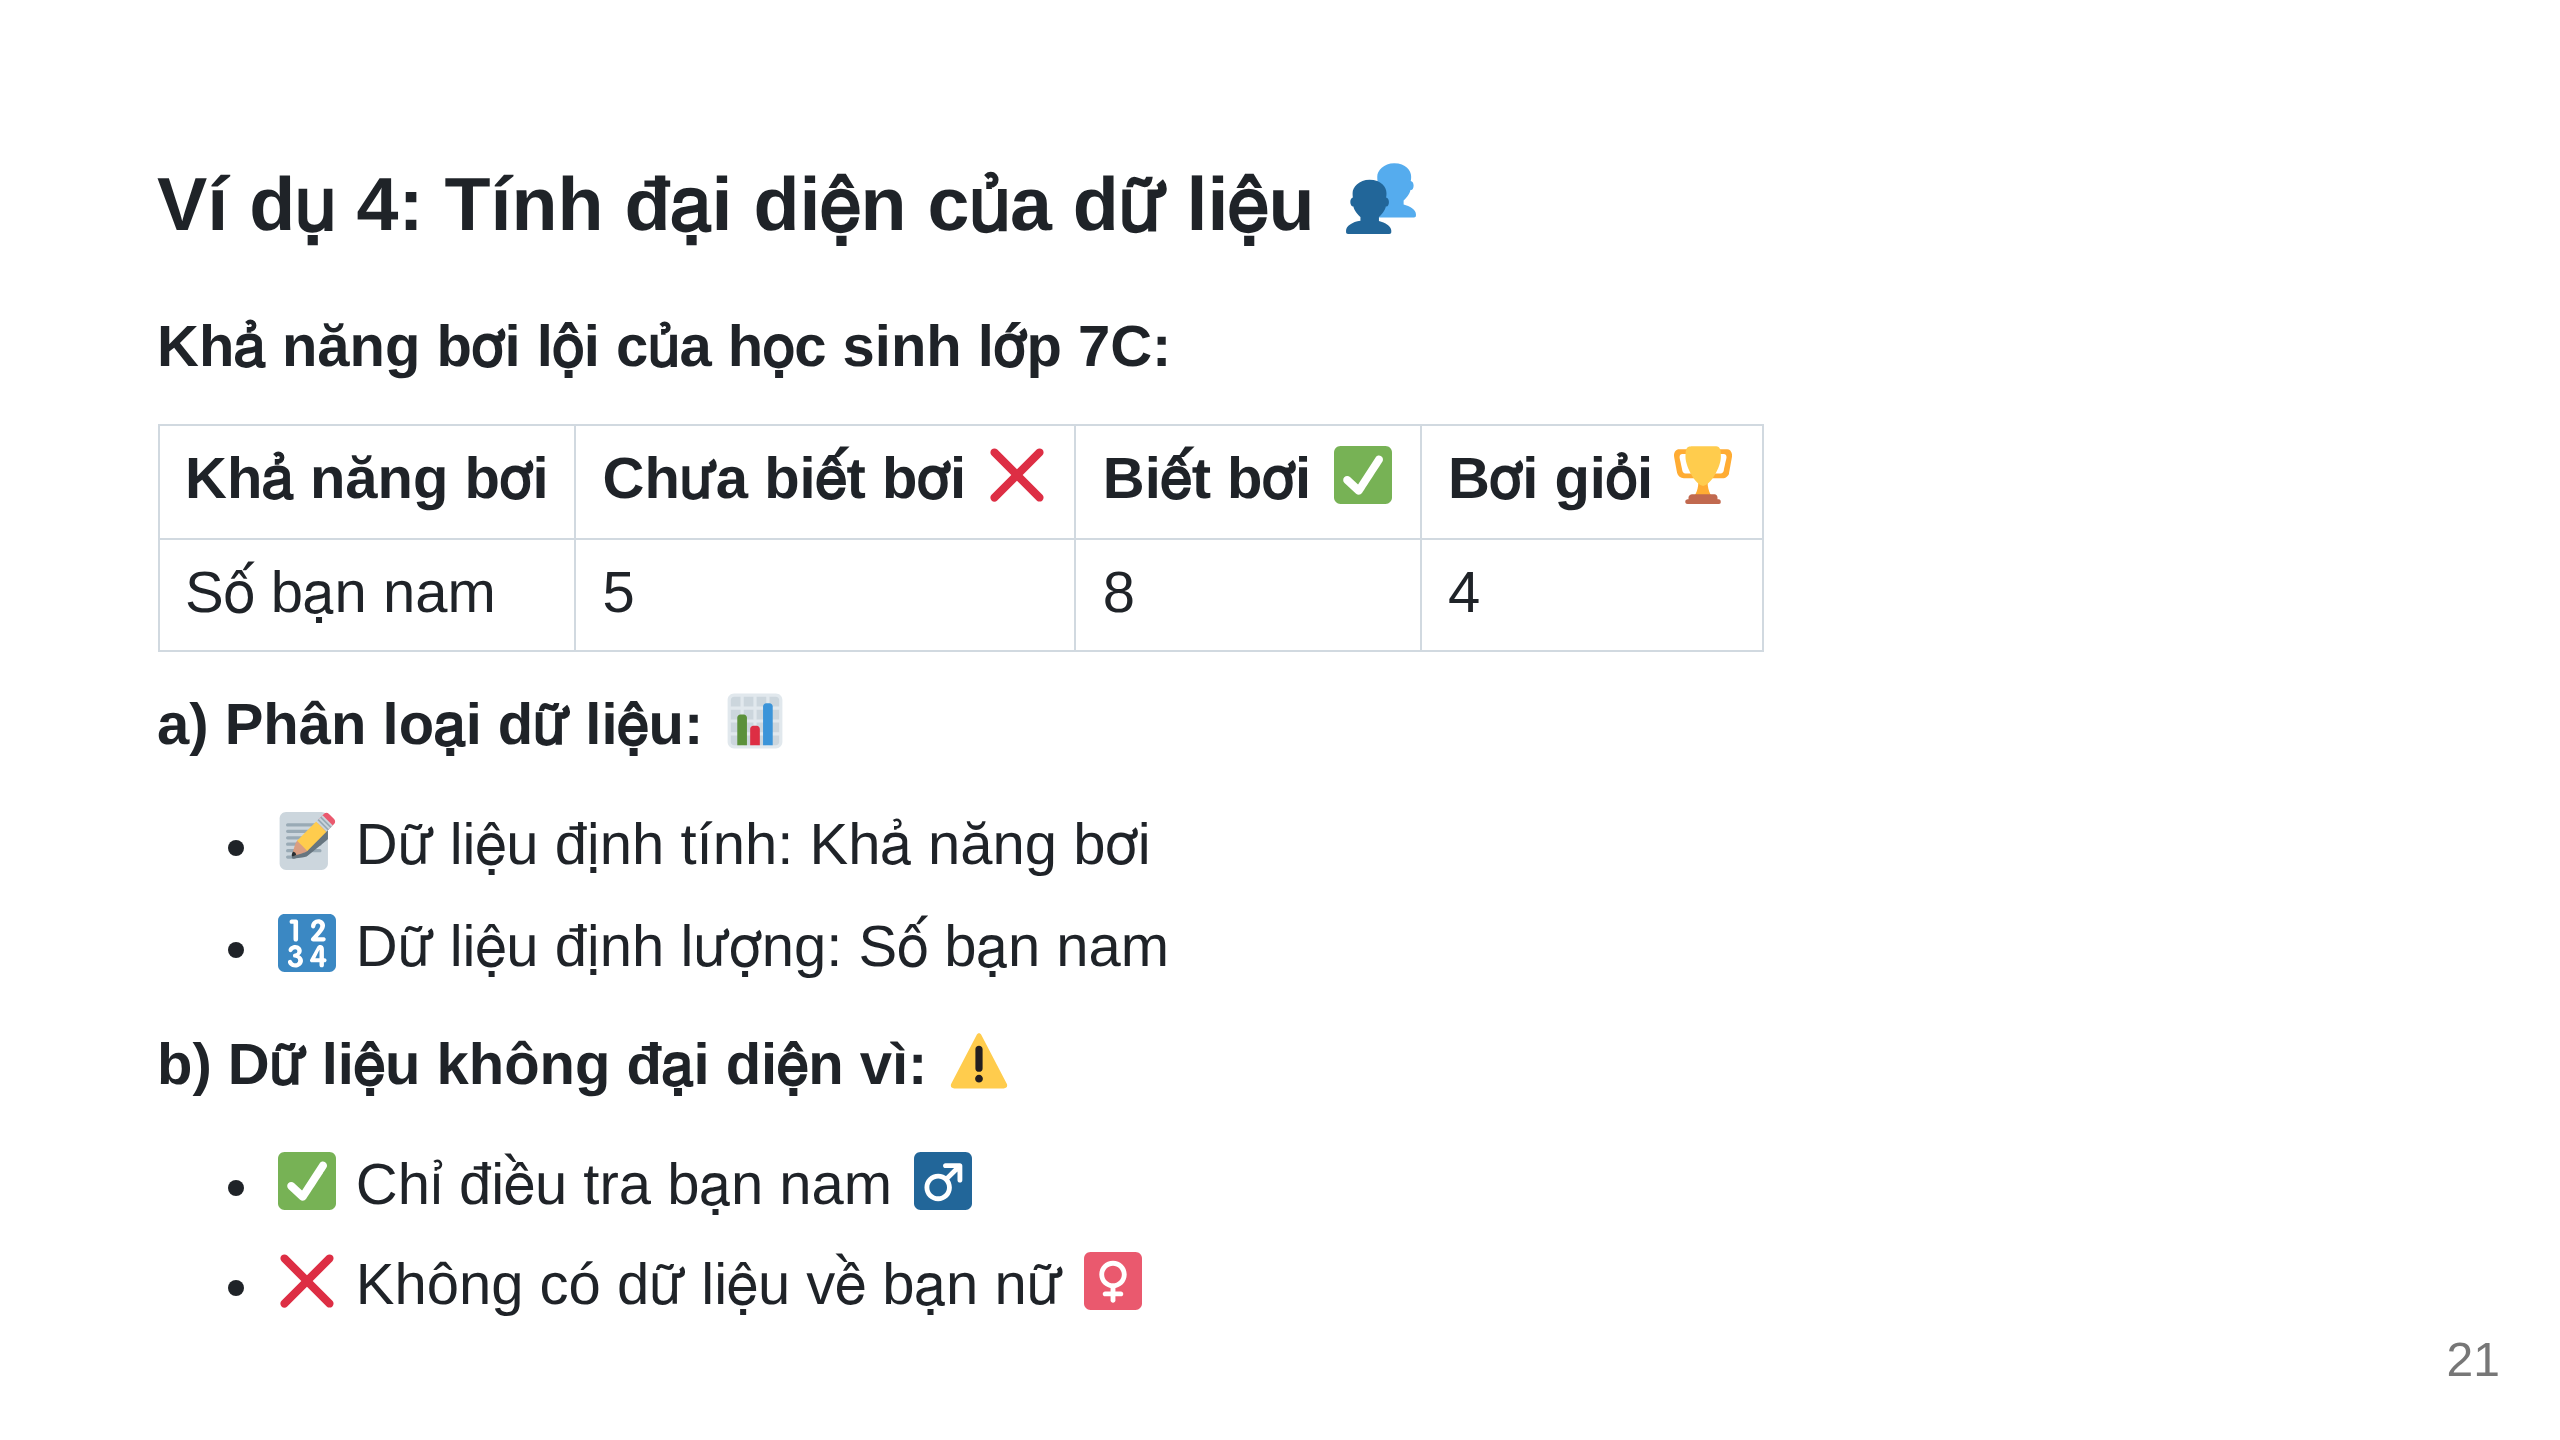 Ví dụ 4: Tính đại diện của dữ liệu 👥
Khả năng bơi lội của học sinh lớp 7C:
Khả năng bơi Chưa biết bơi ❌ Biết bơi ✅ Bơi giỏi 🏆
Số bạn nam 5 8 4
a) Phân loại dữ liệu: 📊
• 📝 Dữ liệu định tính: Khả năng bơi
• 🔢 Dữ liệu định lượng: Số bạn nam
b) Dữ liệu không đại diện vì: ⚠️
• ✅ Chỉ điều tra bạn nam ♂️
• ❌ Không có dữ liệu về bạn nữ ♀️
21